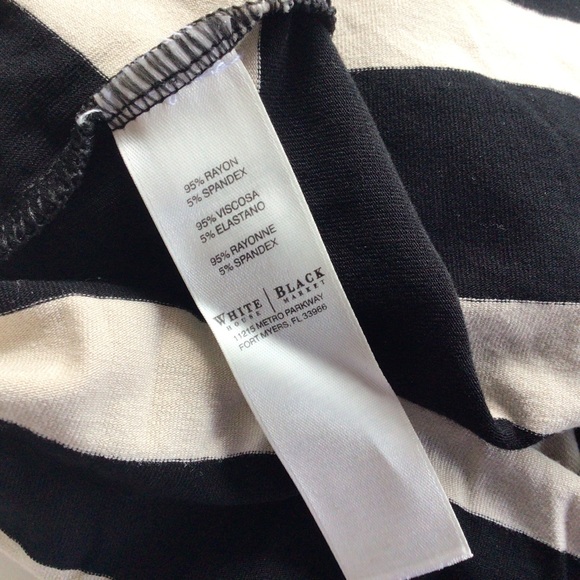 95% RAYON
5% SPANDEX
95% VISCOSA
5% ELASTANO
95% RAYONNE
5% SPANDEX
WHITE | BLACK
HOUSE MARKET
11215 METRO PARKWAY
FORT MYERS, FL 33966